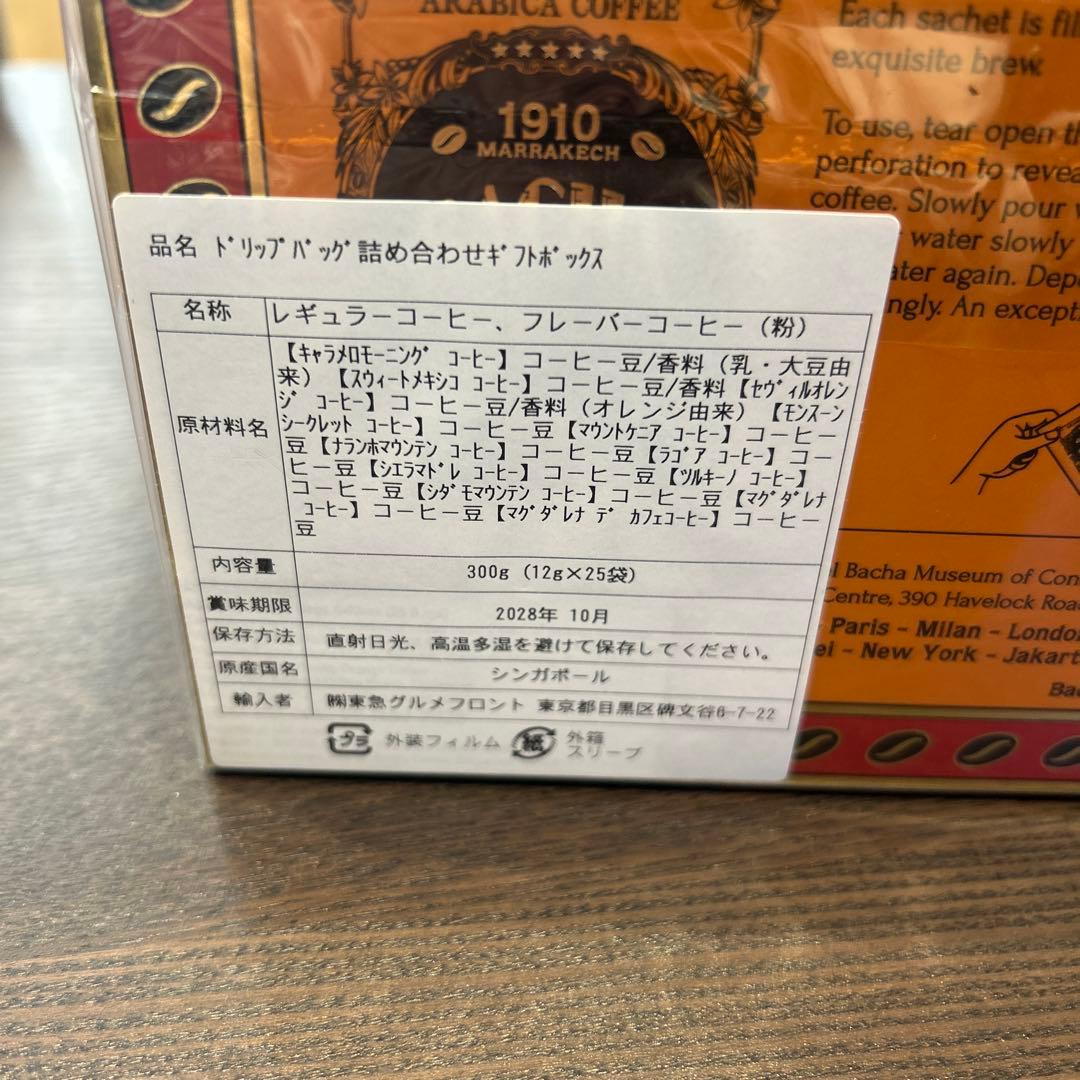 ARABICA COFFEE
1910
MARRAKECH
Each sachet is
exquisite brew.
To use, tear open
perforation to
coffee. Slowly pour
water slowly
again.
An
Bacha Museum of
Centre, 390 Havelock
Paris - Milan - London
- New York -
品名 ﾄﾞﾘｯﾌﾟﾊﾞｯｸﾞ詰め合わせｷﾞﾌﾄﾎﾞｯｸｽ
名称 レギュラーコーヒー、フレーバーコーヒー（粉）
原材料名
【ｷｬﾗﾒﾛﾓｰﾆﾝｸﾞ ｺｰﾋｰ】コーヒー豆/香料（乳・大豆由
来）【ｽｳｨｰﾄﾒｷｼｺ ｺｰﾋｰ】コーヒー豆/香料【ｾｳﾞｨﾙｵﾚﾝ
ｼﾞ ｺｰﾋｰ】コーヒー豆/香料（オレンジ由来）【ﾓﾝｽｰﾝ
ｼｰｸﾚｯﾄ ｺｰﾋｰ】コーヒー豆【ﾏｳﾝﾄｹﾆｱ ｺｰﾋｰ】コーヒー
豆【ﾅﾗﾝﾎﾏｳﾝﾃﾝ ｺｰﾋｰ】コーヒー豆【ﾗｺﾞｱ ｺｰﾋｰ】コー
ヒー豆【ｼｴﾗﾏﾄﾞﾚ ｺｰﾋｰ】コーヒー豆【ﾂﾙｷｰﾉ ｺｰﾋｰ】
コーヒー豆【ｼﾀﾞﾓﾏｳﾝﾃﾝ ｺｰﾋｰ】コーヒー豆【ﾏｸﾞﾀﾞﾚﾅ
ｺｰﾋｰ】コーヒー豆【ﾏｸﾞﾀﾞﾚﾅ ﾃﾞ ｶﾌｪｺｰﾋｰ】コーヒー
豆
内容量 300g（12g×25袋）
賞味期限 2028年 10月
保存方法 直射日光、高温多湿を避けて保存してください。
原産国名 シンガポール
輸入者 ㈱東急グルメフロント 東京都目黒区碑文谷6-7-22
プラ 外装フィルム 紙 外箱
スリーブ